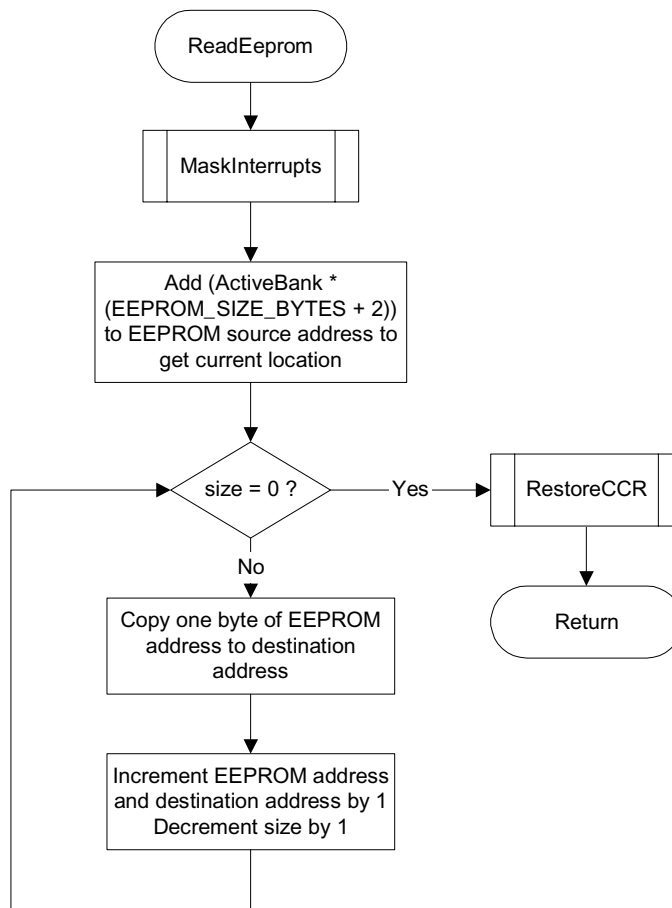 ReadEeprom
MaskInterrupts
Add (ActiveBank *
(EEPROM_SIZE_BYTES + 2))
to EEPROM source address to
get current location
size = 0 ?
Yes
RestoreCCR
Return
No
Copy one byte of EEPROM
address to destination
address
Increment EEPROM address
and destination address by 1
Decrement size by 1